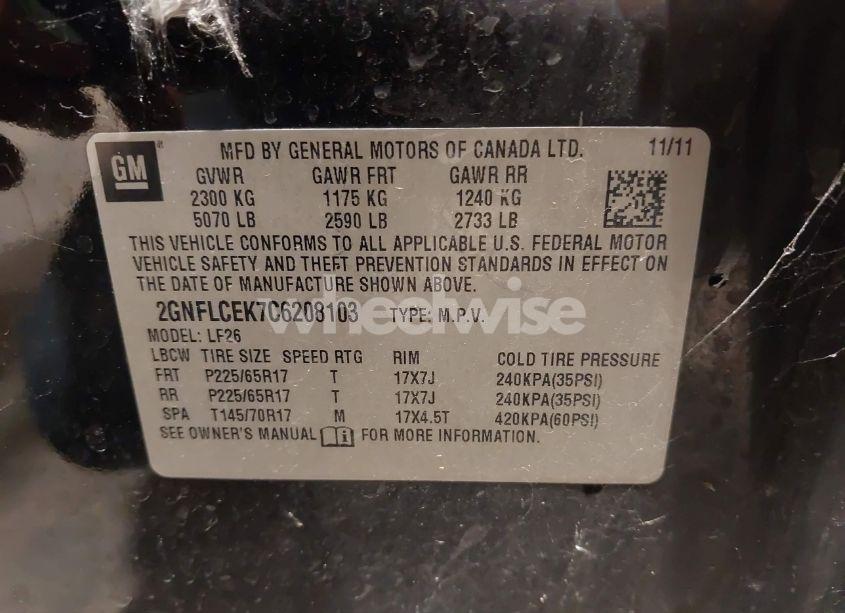 GM
MFD BY GENERAL MOTORS OF CANADA LTD. 11/11
GVWR GAWR FRT GAWR RR
2300 KG 1175 KG 1240 KG
5070 LB 2590 LB 2733 LB
THIS VEHICLE CONFORMS TO ALL APPLICABLE U.S. FEDERAL MOTOR
VEHICLE SAFETY AND THEFT PREVENTION STANDARDS IN EFFECT ON
THE DATE OF MANUFACTURE SHOWN ABOVE.
2GNFLCEK7C6208103 TYPE: M.P.V.
wheelwise
MODEL: LF26
LBCW TIRE SIZE SPEED RTG RIM COLD TIRE PRESSURE
FRT P225/65R17 T 17X7J 240KPA(35PSI)
RR P225/65R17 T 17X7J 240KPA(35PSI)
SPA T145/70R17 M 17X4.5T 420KPA(60PSI)
SEE OWNER'S MANUAL FOR MORE INFORMATION.